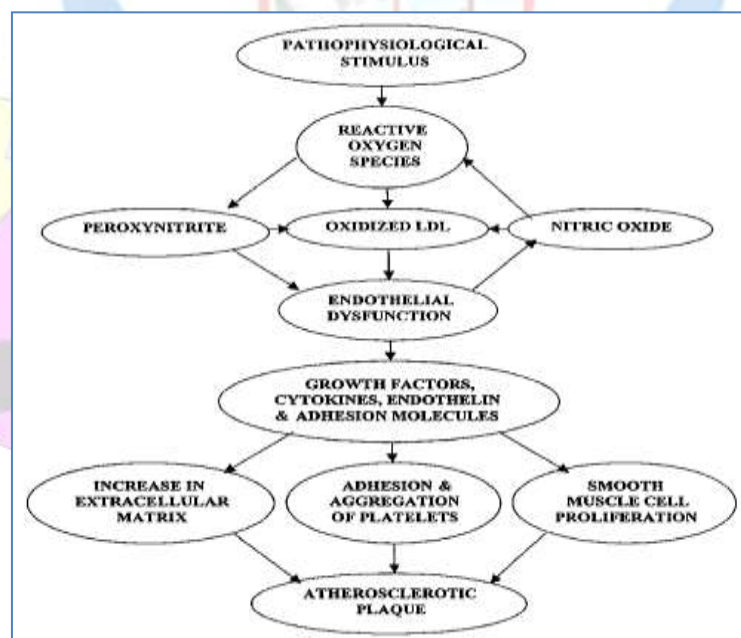 PATHOPHYSIOLOGICAL
STIMULUS
REACTIVE
OXYGEN
SPECIES
PEROXYNITRITE
OXIDIZED LDL
NITRIC OXIDE
ENDOTHELIAL
DYSFUNCTION
GROWTH FACTORS,
CYTOKINES, ENDOTHELIN
& ADHESION MOLECULES
INCREASE IN
EXTRACELLULAR
MATRIX
ADHESION &
AGGREGATION
OF PLATELETS
SMOOTH
MUSCLE CELL
PROLIFERATION
ATHEROSCLEROTIC
PLAQUE